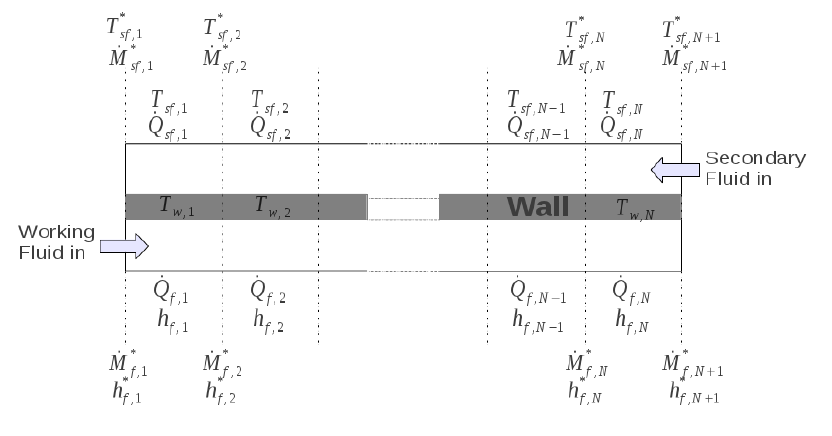 T*sf,1 T*sf,2 T*sf,N T*sf,N+1
Ṁ*sf,1 Ṁ*sf,2 Ṁ*sf,N Ṁ*sf,N+1
Tsf,1 Tsf,2 Tsf,N−1 Tsf,N
Q̇sf,1 Q̇sf,2 Q̇sf,N−1 Q̇sf,N
Secondary
Fluid in
Tw,1 Tw,2 Wall Tw,N
Working
Fluid in
Q̇f,1 Q̇f,2 Q̇f,N−1 Q̇f,N
hf,1 hf,2 hf,N−1 hf,N
Ṁ*f,1 Ṁ*f,2 Ṁ*f,N Ṁ*f,N+1
h*f,1 h*f,2 h*f,N h*f,N+1